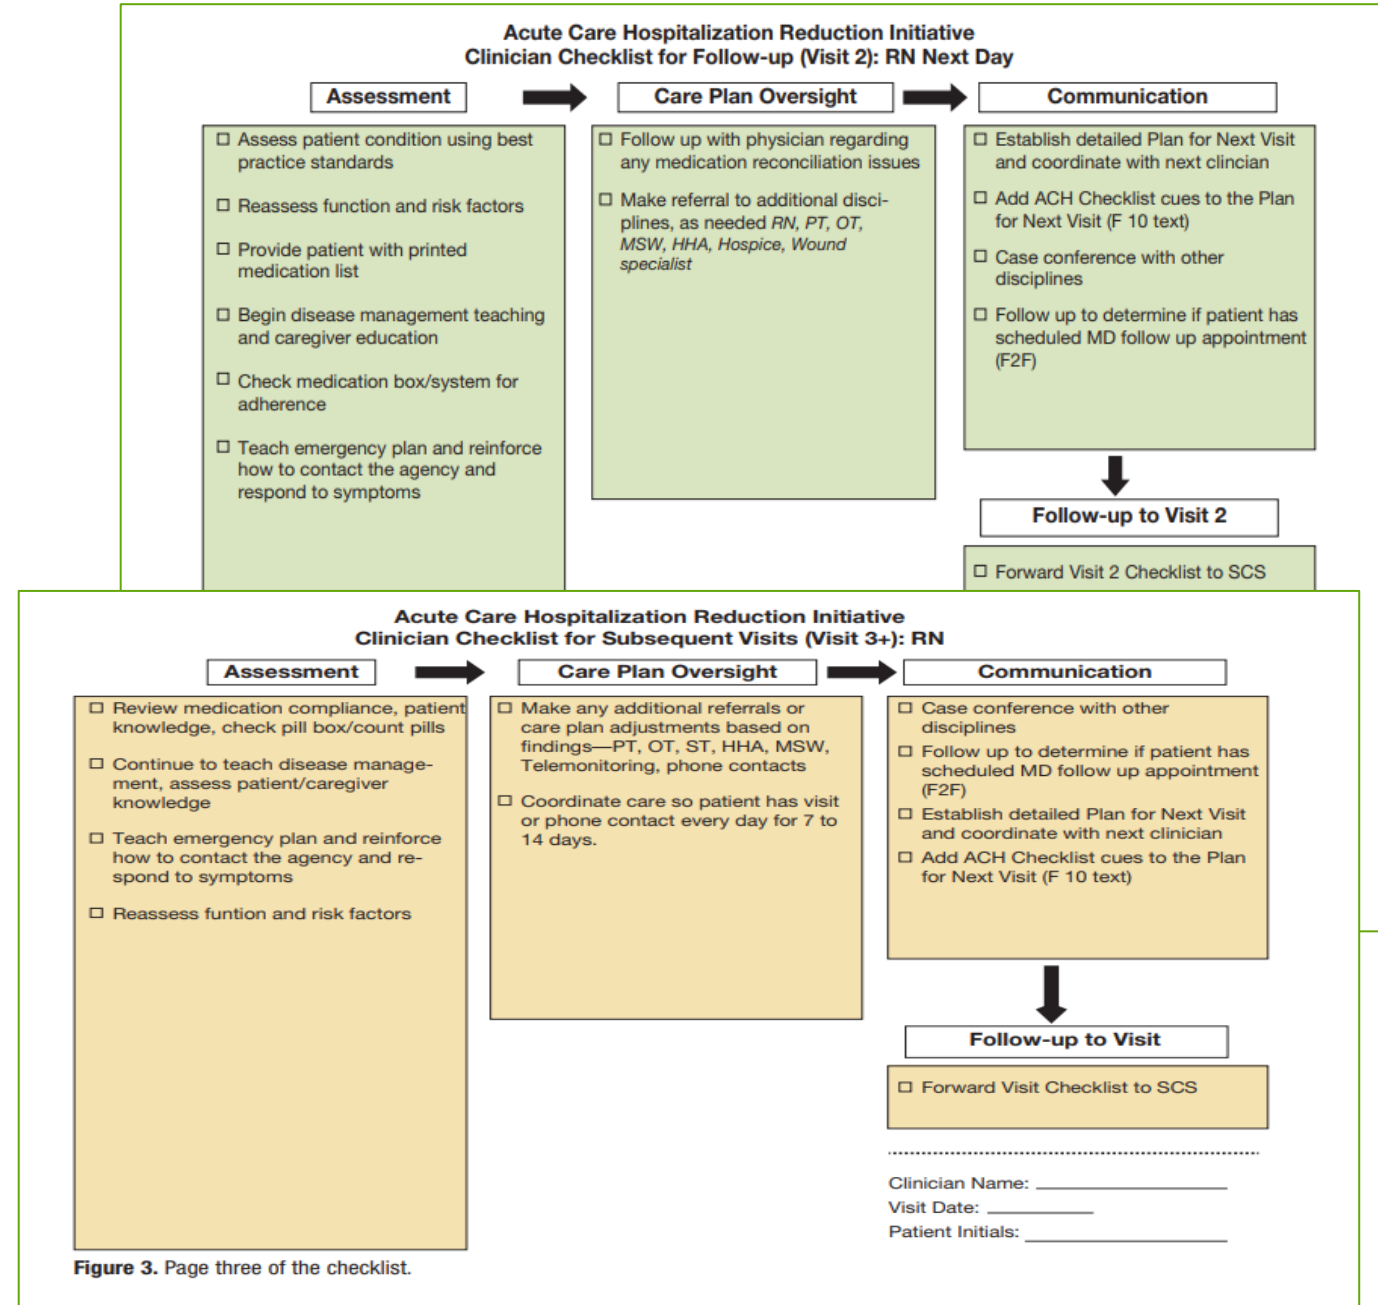 Acute Care Hospitalization Reduction Initiative
Clinician Checklist for Follow-up (Visit 2): RN Next Day
Assessment
☐ Assess patient condition using best
practice standards
☐ Reassess function and risk factors
☐ Provide patient with printed
medication list
☐ Begin disease management teaching
and caregiver education
☐ Check medication box/system for
adherence
☐ Teach emergency plan and reinforce
how to contact the agency and
respond to symptoms
Care Plan Oversight
☐ Follow up with physician regarding
any medication reconciliation issues
☐ Make referral to additional disci-
plines, as needed RN, PT, OT,
MSW, HHA, Hospice, Wound
specialist
Communication
☐ Establish detailed Plan for Next Visit
and coordinate with next clincian
☐ Add ACH Checklist cues to the Plan
for Next Visit (F 10 text)
☐ Case conference with other
disciplines
☐ Follow up to determine if patient has
scheduled MD follow up appointment
(F2F)
Follow-up to Visit 2
☐ Forward Visit 2 Checklist to SCS
Acute Care Hospitalization Reduction Initiative
Clinician Checklist for Subsequent Visits (Visit 3+): RN
Assessment
☐ Review medication compliance, patient
knowledge, check pill box/count pills
☐ Continue to teach disease manage-
ment, assess patient/caregiver
knowledge
☐ Teach emergency plan and reinforce
how to contact the agency and re-
spond to symptoms
☐ Reassess funtion and risk factors
Care Plan Oversight
☐ Make any additional referrals or
care plan adjustments based on
findings—PT, OT, ST, HHA, MSW,
Telemonitoring, phone contacts
☐ Coordinate care so patient has visit
or phone contact every day for 7 to
14 days.
Communication
☐ Case conference with other
disciplines
☐ Follow up to determine if patient has
scheduled MD follow up appointment
(F2F)
☐ Establish detailed Plan for Next Visit
and coordinate with next clinician
☐ Add ACH Checklist cues to the Plan
for Next Visit (F 10 text)
Follow-up to Visit
☐ Forward Visit Checklist to SCS
Clinician Name:
Visit Date:
Patient Initials:
Figure 3. Page three of the checklist.